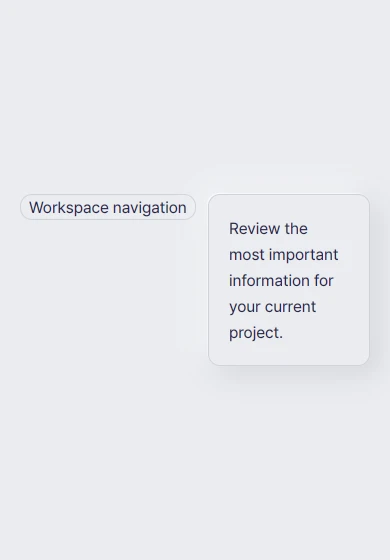 Workspace navigation
Review the
most important
information for
your current
project.